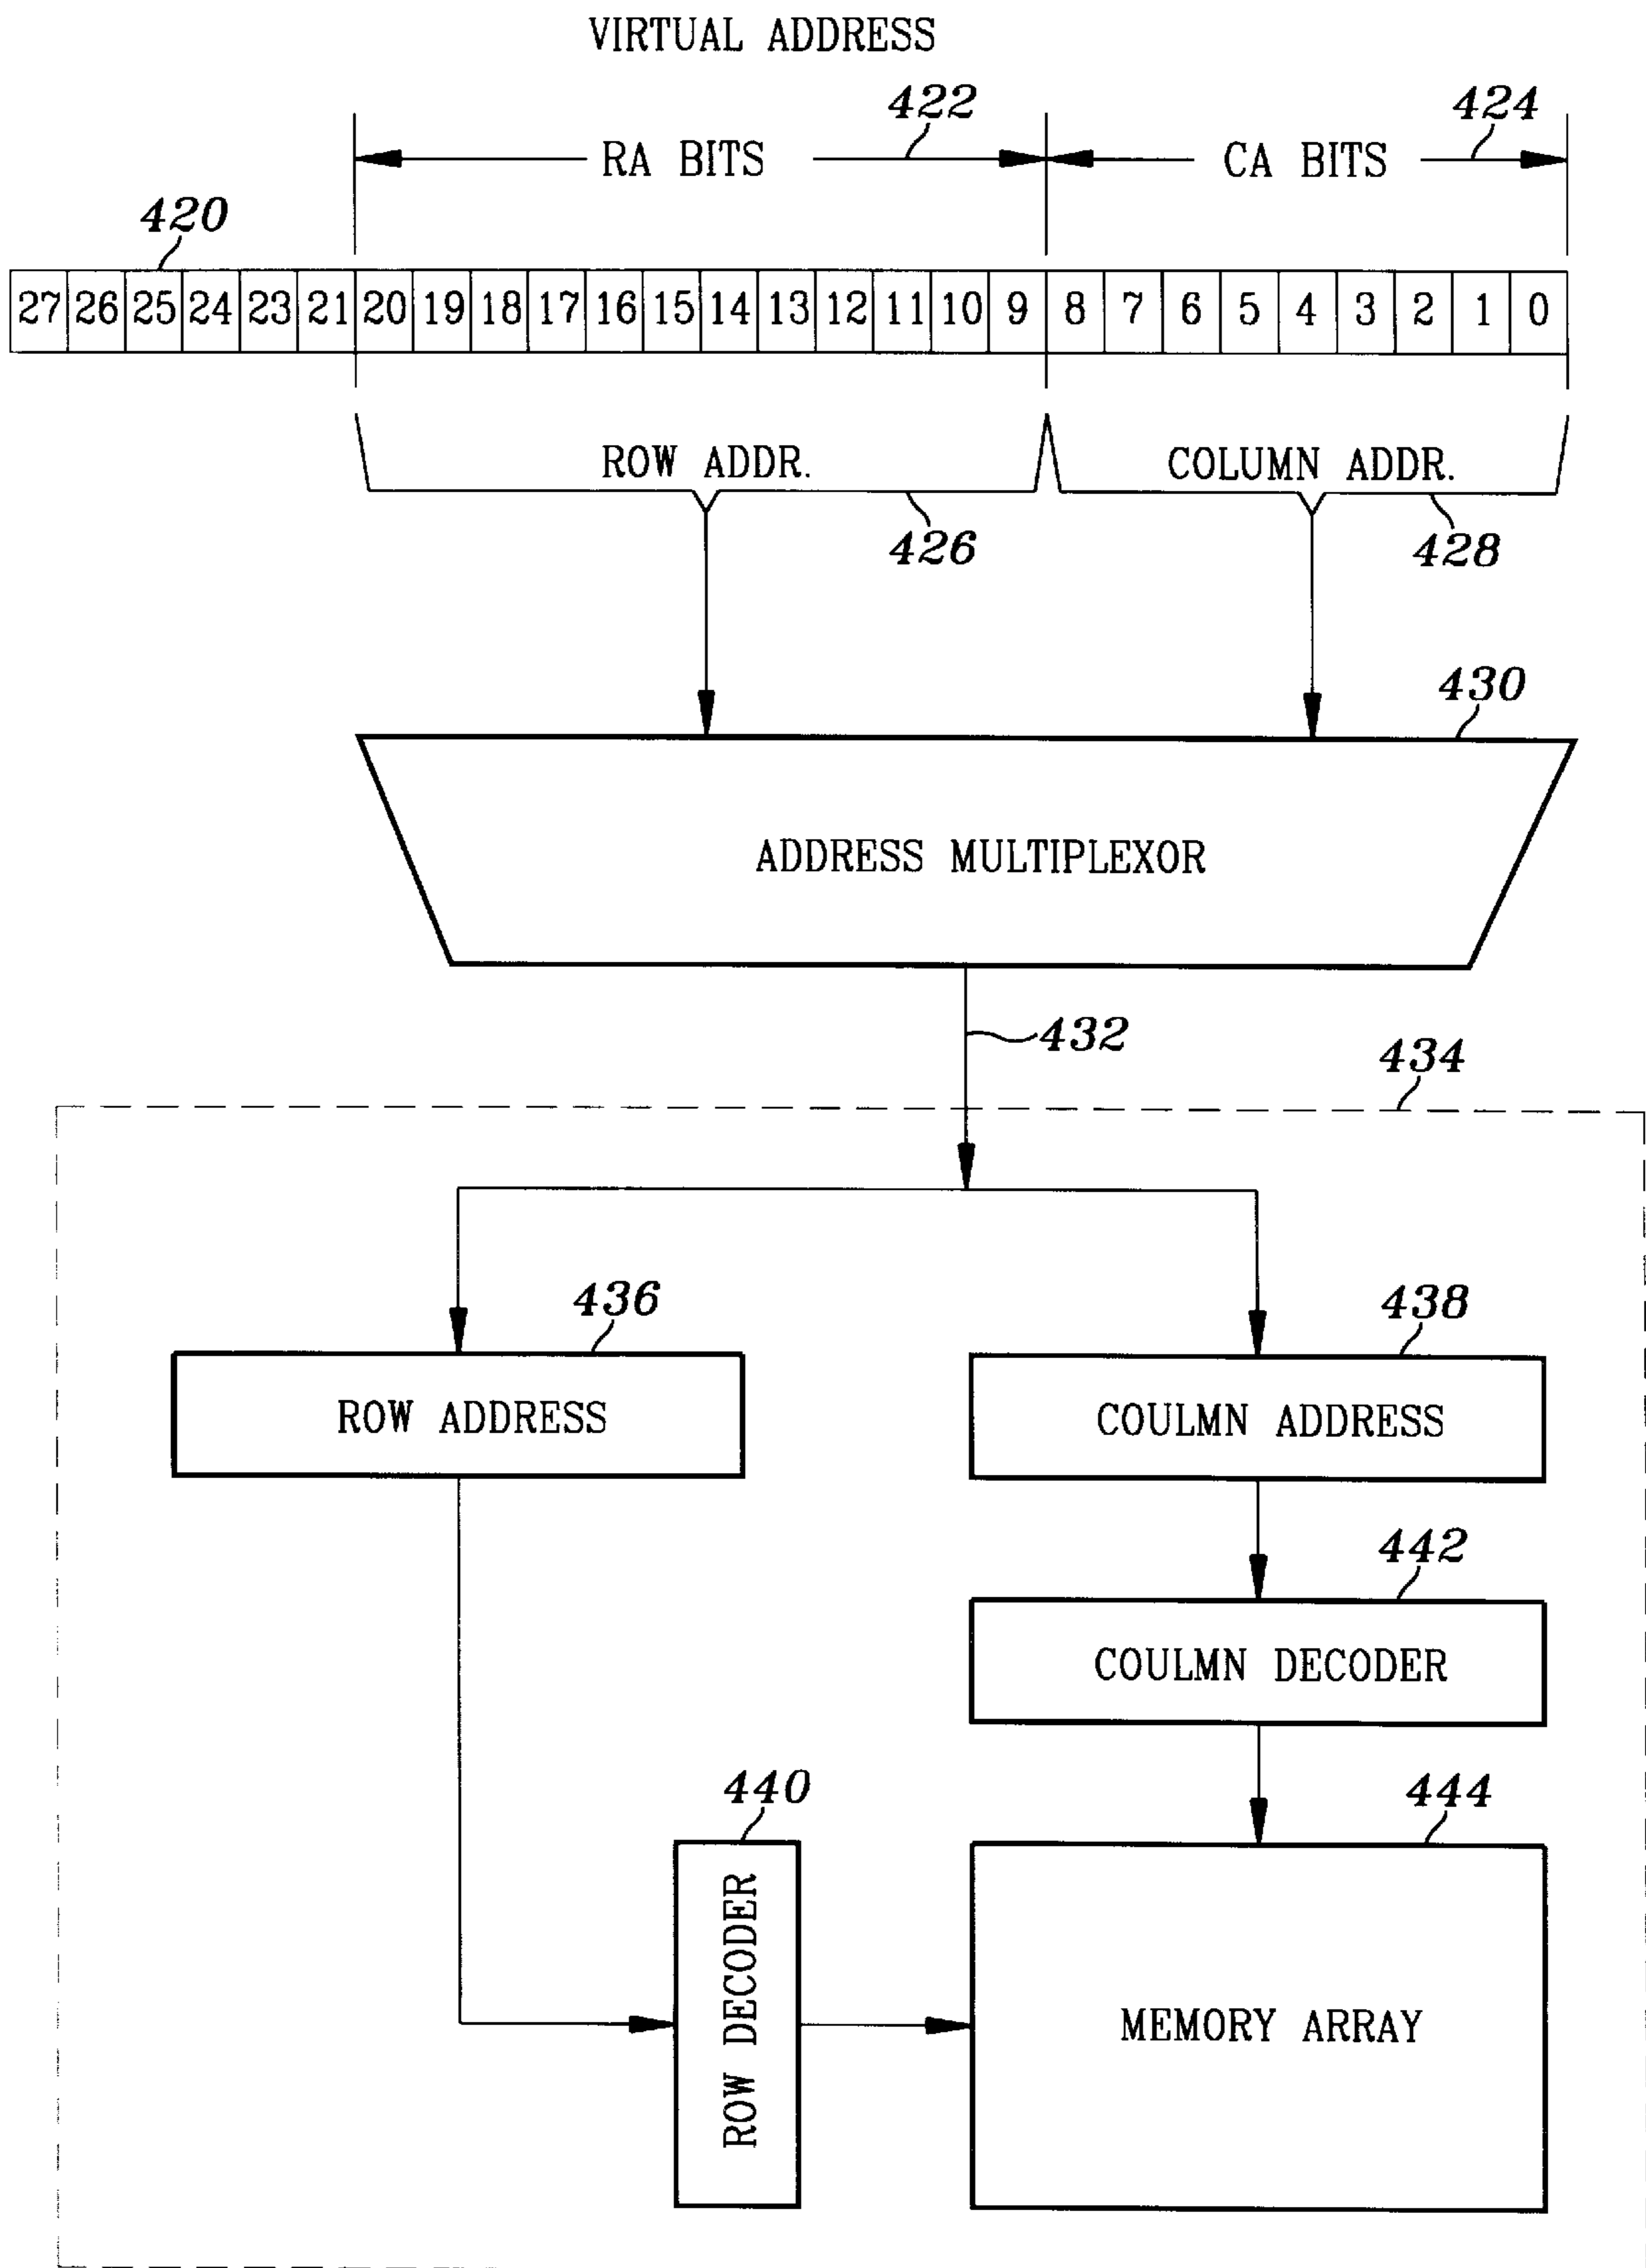 VIRTUAL ADDRESS
422
424
RA BITS
CA BITS
420
27 26 25 24 23 21 20 19 18 17 16 15 14 13 12 11 10 9 8 7 6 5 4 3 2 1 0
ROW ADDR.
COLUMN ADDR.
426
428
430
ADDRESS MULTIPLEXOR
432
434
436
438
ROW ADDRESS
COULMN ADDRESS
442
COULMN DECODER
440
444
ROW DECODER
MEMORY ARRAY